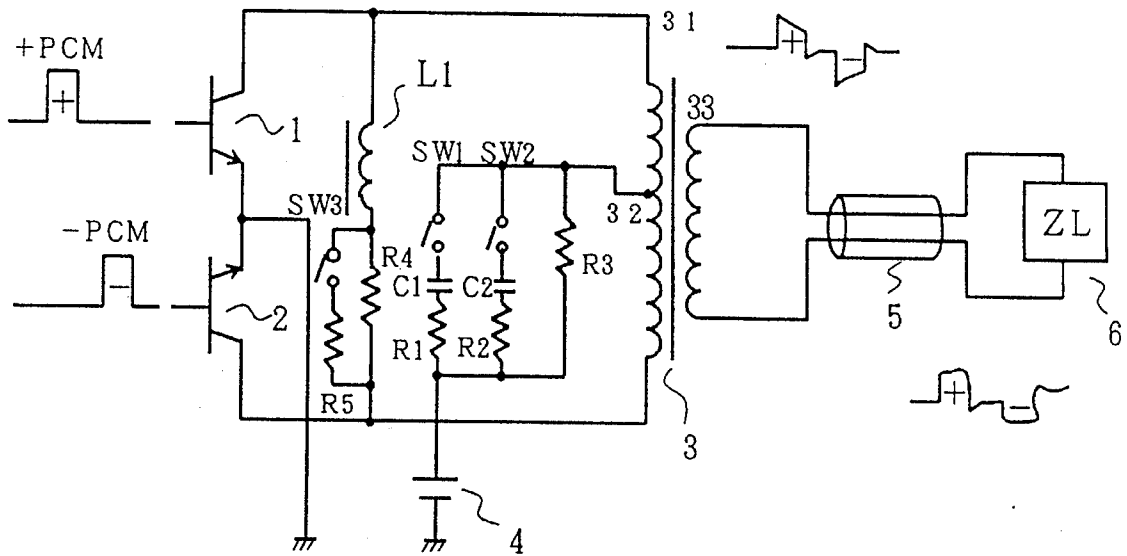 31
+PCM
+
L1
33
+
−
1
SW1
SW2
SW3
32
ZL
−PCM
R4
C1
C2
R3
−
2
5
6
R1
R2
R5
+
−
3
4